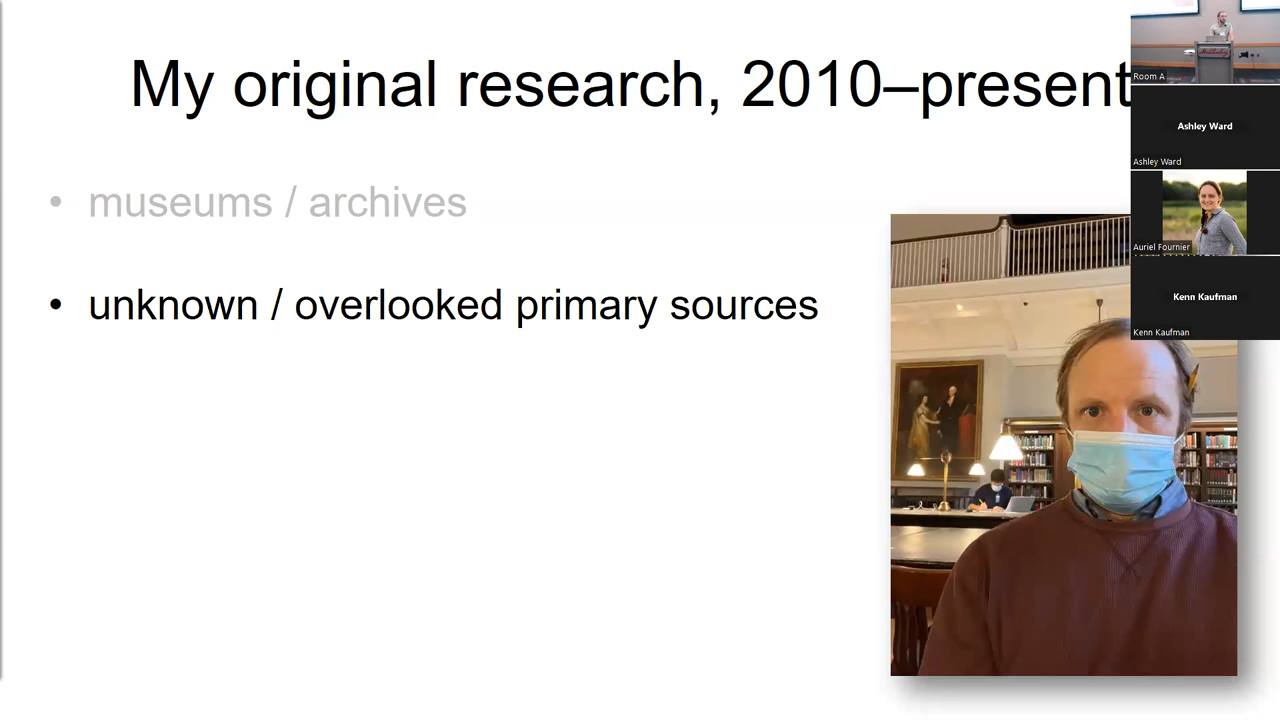 My original research, 2010–present
• museums / archives
• unknown / overlooked primary sources
Room A
Ashley Ward
Ashley Ward
Auriel Fournier
Kenn Kaufman
Kenn Kaufman